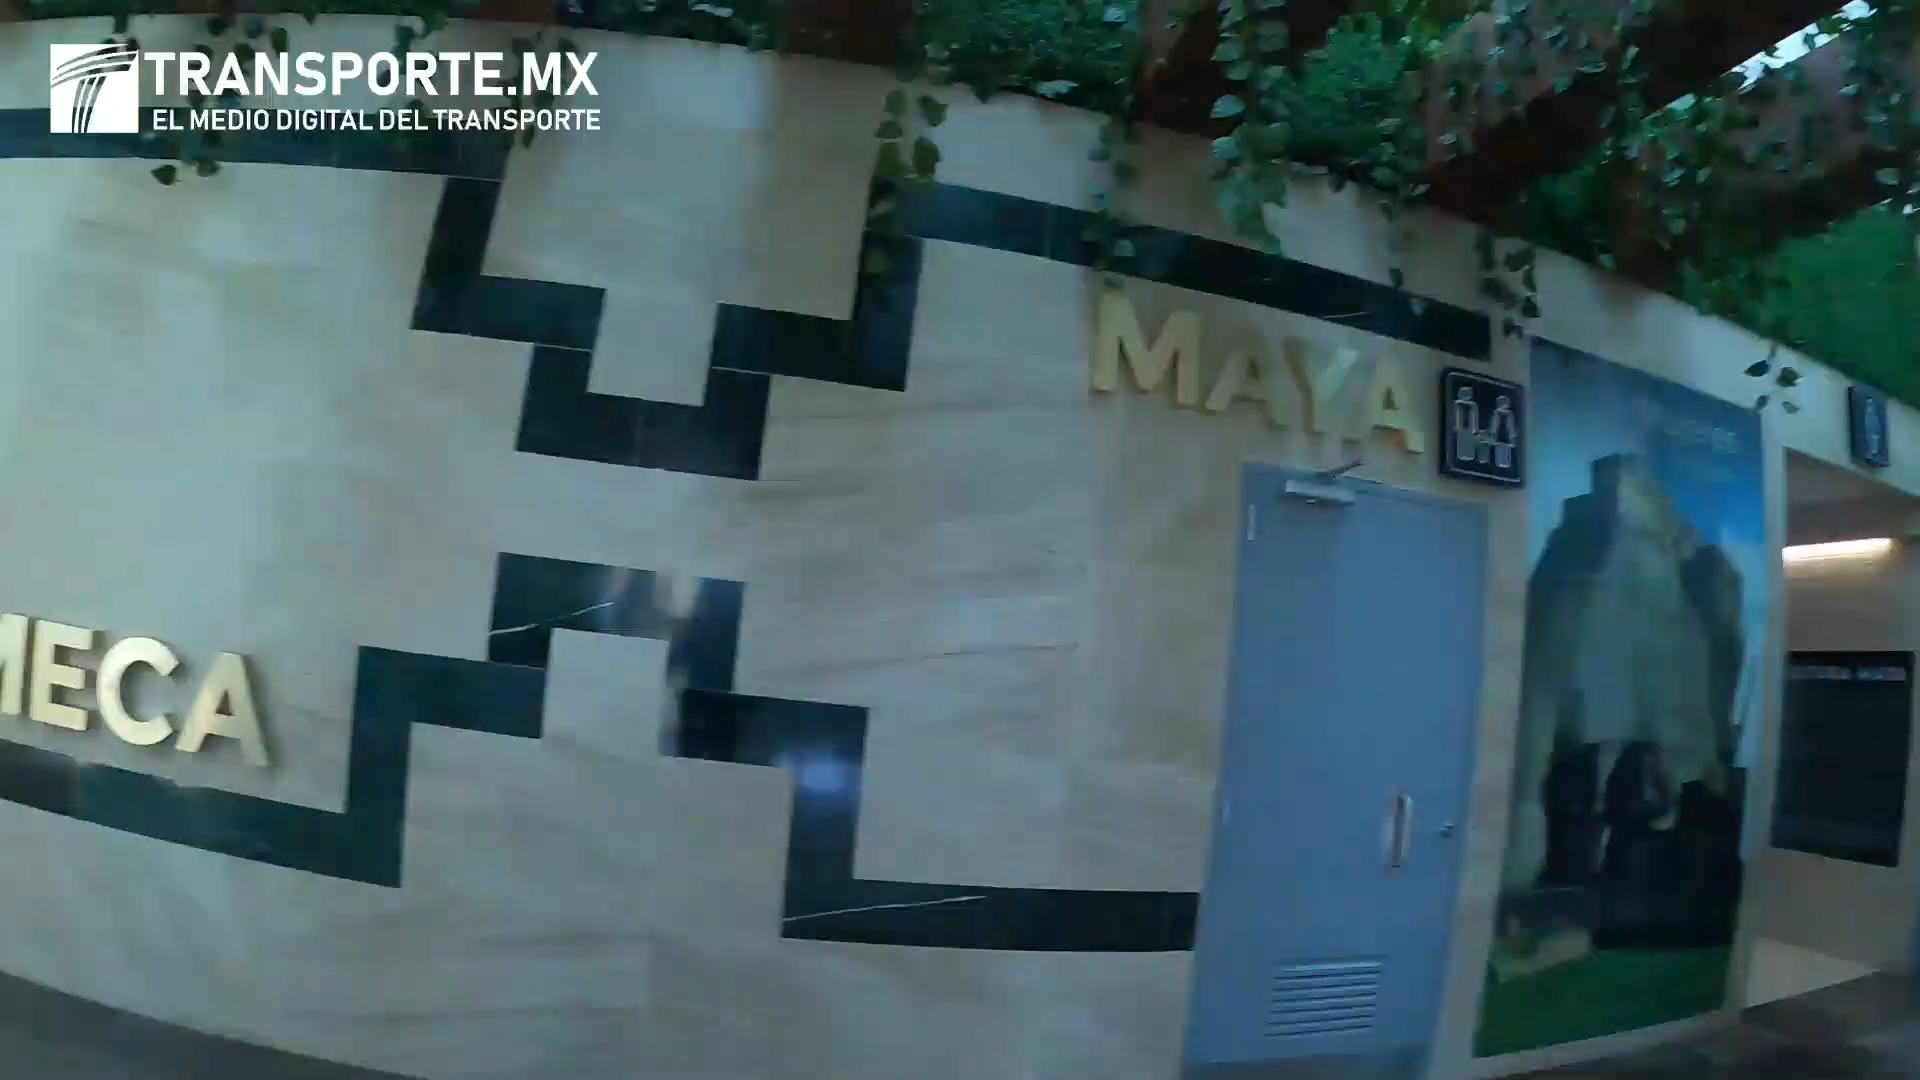 TRANSPORTE.MX
EL MEDIO DIGITAL DEL TRANSPORTE
MAYA
MECA